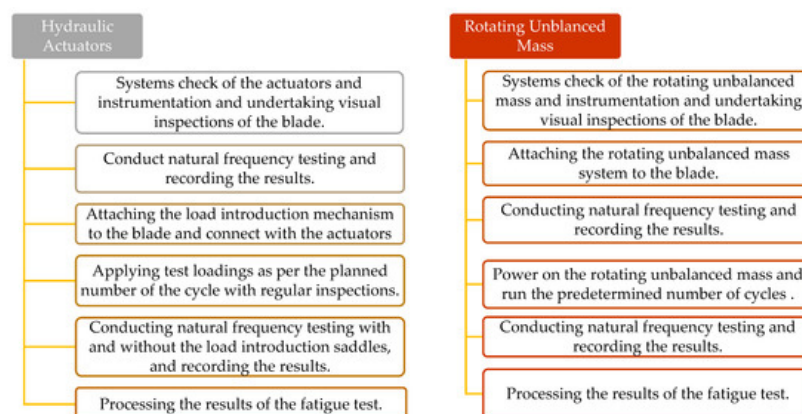 Hydraulic
Actuators
Systems check of the actuators and
instrumentation and undertaking visual
inspections of the blade.
Conduct natural frequency testing and
recording the results.
Attaching the load introduction mechanism
to the blade and connect with the actuators
Applying test loadings as per the planned
number of the cycle with regular inspections.
Conducting natural frequency testing with
and without the load introduction saddles,
and recording the results.
Processing the results of the fatigue test.
Rotating Unblanced
Mass
Systems check of the rotating unbalanced
mass and instrumentation and undertaking
visual inspections of the blade.
Attaching the rotating unbalanced mass
system to the blade.
Conducting natural frequency testing and
recording the results.
Power on the rotating unbalanced mass and
run the predetermined number of cycles .
Conducting natural frequency testing and
recording the results.
Processing the results of the fatigue test.